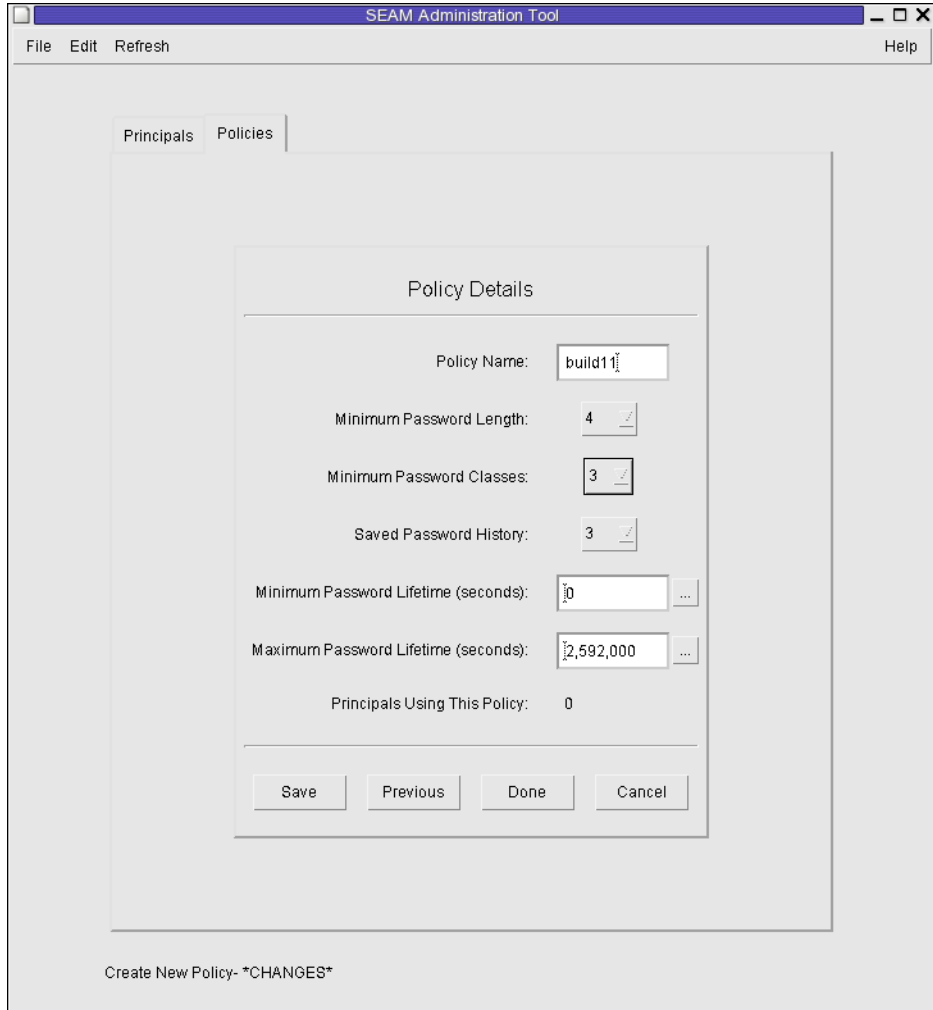 SEAM Administration Tool
File Edit Refresh Help
Principals Policies
Policy Details
Policy Name: build11
Minimum Password Length: 4
Minimum Password Classes: 3
Saved Password History: 3
Minimum Password Lifetime (seconds): 0 ...
Maximum Password Lifetime (seconds): 2,592,000 ...
Principals Using This Policy: 0
Save Previous Done Cancel
Create New Policy- *CHANGES*